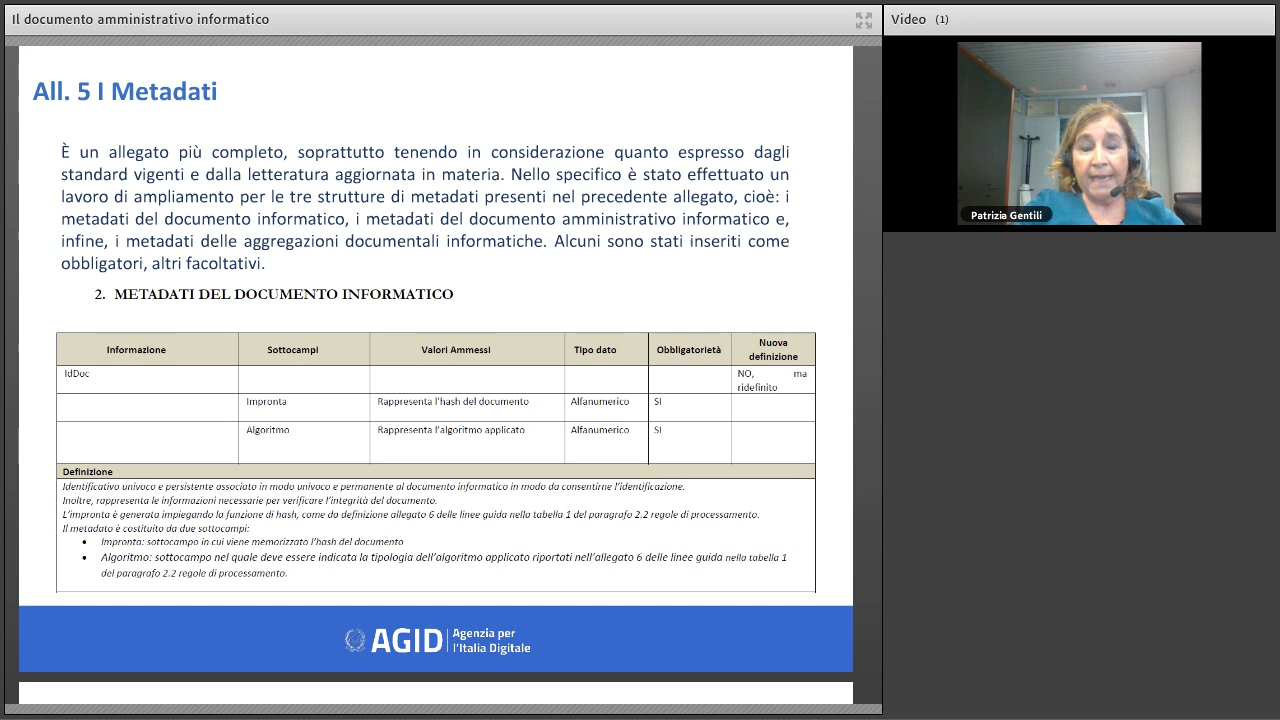 Il documento amministrativo informatico
Video (1)
Patrizia Gentili
All. 5 I Metadati
È un allegato più completo, soprattutto tenendo in considerazione quanto espresso dagli
standard vigenti e dalla letteratura aggiornata in materia. Nello specifico è stato effettuato un
lavoro di ampliamento per le tre strutture di metadati presenti nel precedente allegato, cioè: i
metadati del documento informatico, i metadati del documento amministrativo informatico e,
infine, i metadati delle aggregazioni documentali informatiche. Alcuni sono stati inseriti come
obbligatori, altri facoltativi.
2. METADATI DEL DOCUMENTO INFORMATICO
Informazione Sottocampi Valori Ammessi Tipo dato Obbligatorietà Nuova
definizione
IdDoc NO, ma
ridefinito
Impronta Rappresenta l'hash del documento Alfanumerico SI
Algoritmo Rappresenta l'algoritmo applicato Alfanumerico SI
Definizione
Identificativo univoco e persistente associato in modo univoco e permanente al documento informatico in modo da consentirne l'identificazione.
Inoltre, rappresenta le informazioni necessarie per verificare l'integrità del documento.
L'impronta è generata impiegando la funzione di hash, come da definizione allegato 6 delle linee guida nella tabella 1 del paragrafo 2.2 regole di processamento.
Il metadato è costituito da due sottocampi:
• Impronta: sottocampo in cui viene memorizzato l'hash del documento
• Algoritmo: sottocampo nel quale deve essere indicata la tipologia dell'algoritmo applicato riportati nell'allegato 6 delle linee guida nella tabella 1
del paragrafo 2.2 regole di processamento.
AGID Agenzia per
l'Italia Digitale